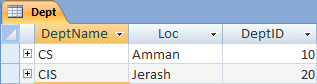 Dept
DeptName Loc DeptID
CS Amman 10
CIS Jerash 20